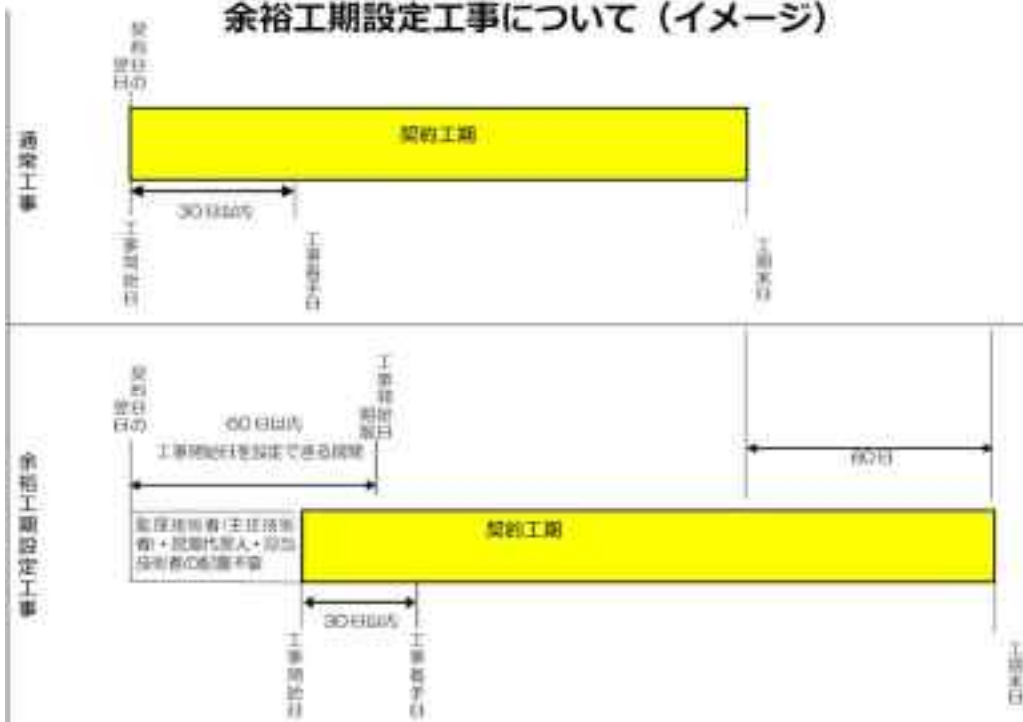 余裕工期設定工事について（イメージ）
契約日の
翌日
契約工期
通常工事
30日以内
工事開始日
工事着手日
工期末日
契約日の
翌日
60日以内
工事開始日を設定できる期間
工事開始日
期限
60日
余裕工期設定工事
監理技術者（主任技術
者）・現場代理人・担当
技術者の配置不要
契約工期
30日以内
工事開始日
工事着手日
工期末日